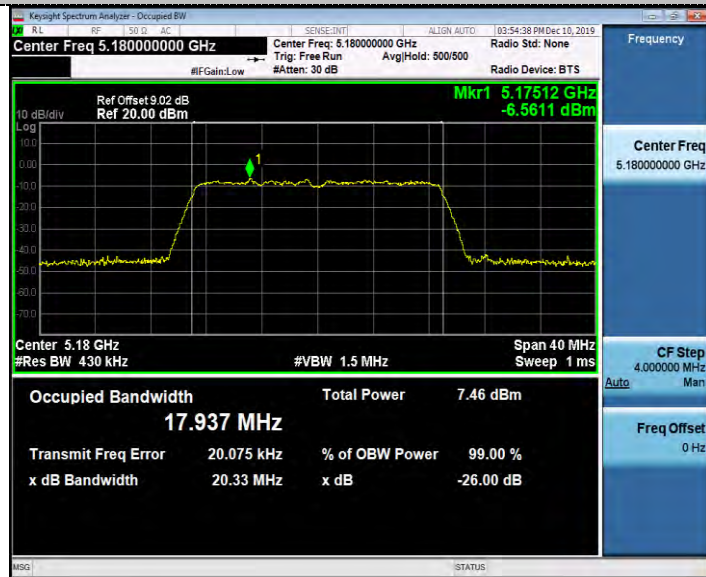 Keysight Spectrum Analyzer - Occupied BW
RL RF 50 Ω AC SENSE:INT ALIGN AUTO 03:54:38 PM Dec 10, 2019
Center Freq 5.180000000 GHz
Center Freq: 5.180000000 GHz
Radio Std: None
Trig: Free Run Avg|Hold: 500/500
#IFGain:Low #Atten: 30 dB Radio Device: BTS
Frequency
Ref Offset 9.02 dB
10 dB/div Ref 20.00 dBm
Mkr1 5.17512 GHz
-6.5611 dBm
Log
10.0
0.00
-10.0
-20.0
-30.0
-40.0
-50.0
-60.0
-70.0
1
Center 5.18 GHz Span 40 MHz
#Res BW 430 kHz #VBW 1.5 MHz Sweep 1 ms
Occupied Bandwidth Total Power 7.46 dBm
17.937 MHz
Transmit Freq Error 20.075 kHz % of OBW Power 99.00 %
x dB Bandwidth 20.33 MHz x dB -26.00 dB
Center Freq
5.180000000 GHz
CF Step
4.000000 MHz
Auto Man
Freq Offset
0 Hz
MSG STATUS